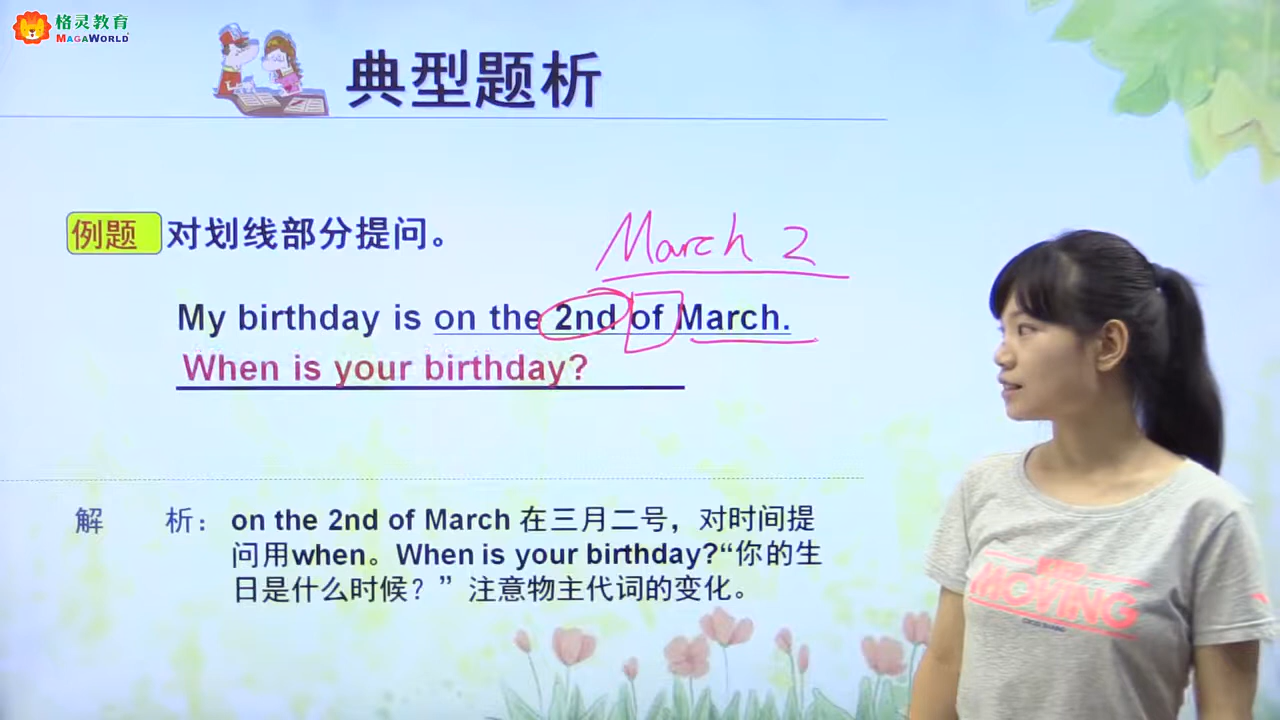 格灵教育
MAGAWORLD
典型题析
例题 对划线部分提问。
March 2
My birthday is on the 2nd of March.
When is your birthday?
解 析：on the 2nd of March 在三月二号，对时间提
问用when。When is your birthday?“你的生
日是什么时候？” 注意物主代词的变化。
MOVING